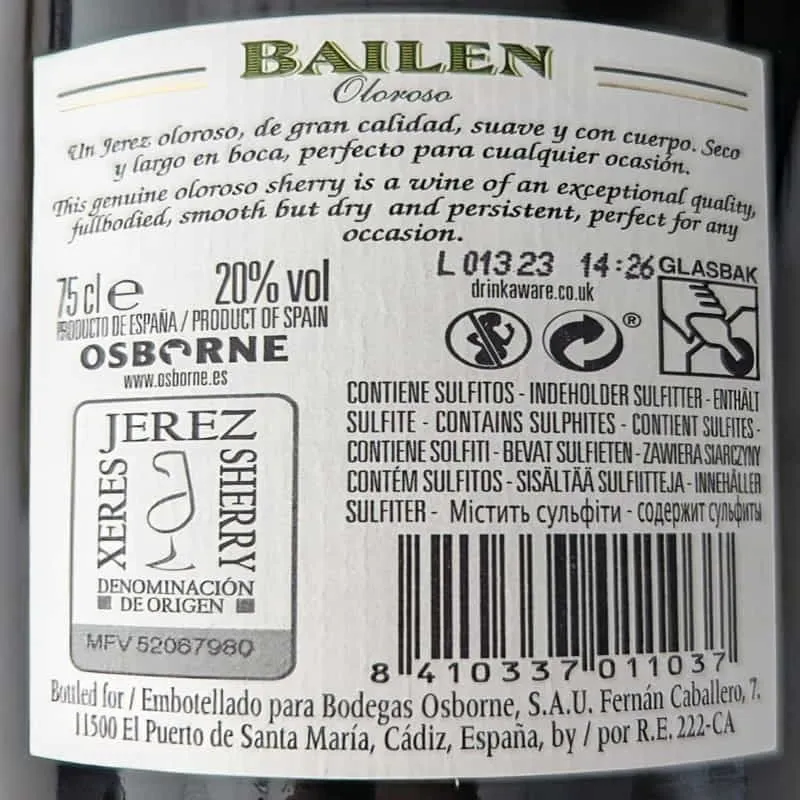 BAILEN
Oloroso
Un Jerez oloroso, de gran calidad, suave y con cuerpo. Seco
y largo en boca, perfecto para cualquier ocasión.
This genuine oloroso sherry is a wine of an exceptional quality,
fullbodied, smooth but dry and persistent, perfect for any
occasion.
75 cl e 20% vol
PRODUCTO DE ESPAÑA / PRODUCT OF SPAIN
OSBORNE
www.osborne.es
L 01323 14:26
drinkaware.co.uk
GLASBAK
®
CONTIENE SULFITOS - INDEHOLDER SULFITTER - ENTHÄLT
SULFITE - CONTAINS SULPHITES - CONTIENT SULFITES -
CONTIENE SOLFITI - BEVAT SULFIETEN - ZAWIERA SIARCZYNY
CONTÉM SULFITOS - SISÄLTÄÄ SULFIITTEJA - INNEHÅLLER
SULFITER - Містить сульфіти - содержит сульфиты
JEREZ
XERES
SHERRY
DENOMINACIÓN
DE ORIGEN
MFV 52067980
8 410337 011037
Bottled for / Embotellado para Bodegas Osborne, S.A.U. Fernán Caballero, 7.
11500 El Puerto de Santa María, Cádiz, España, by / por R.E. 222-CA